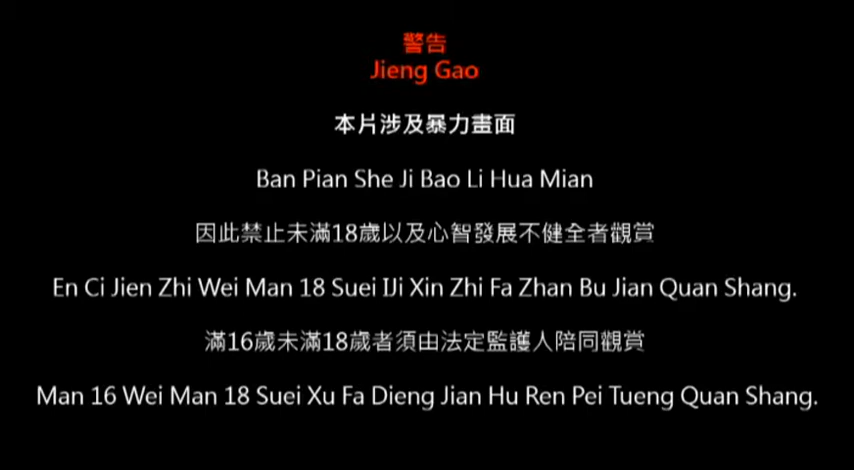 警告
Jieng Gao
本片涉及暴力畫面
Ban Pian She Ji Bao Li Hua Mian
因此禁止未滿18歲以及心智發展不健全者觀賞
En Ci Jien Zhi Wei Man 18 Suei IJi Xin Zhi Fa Zhan Bu Jian Quan Shang.
滿16歲未滿18歲者須由法定監護人陪同觀賞
Man 16 Wei Man 18 Suei Xu Fa Dieng Jian Hu Ren Pei Tueng Quan Shang.